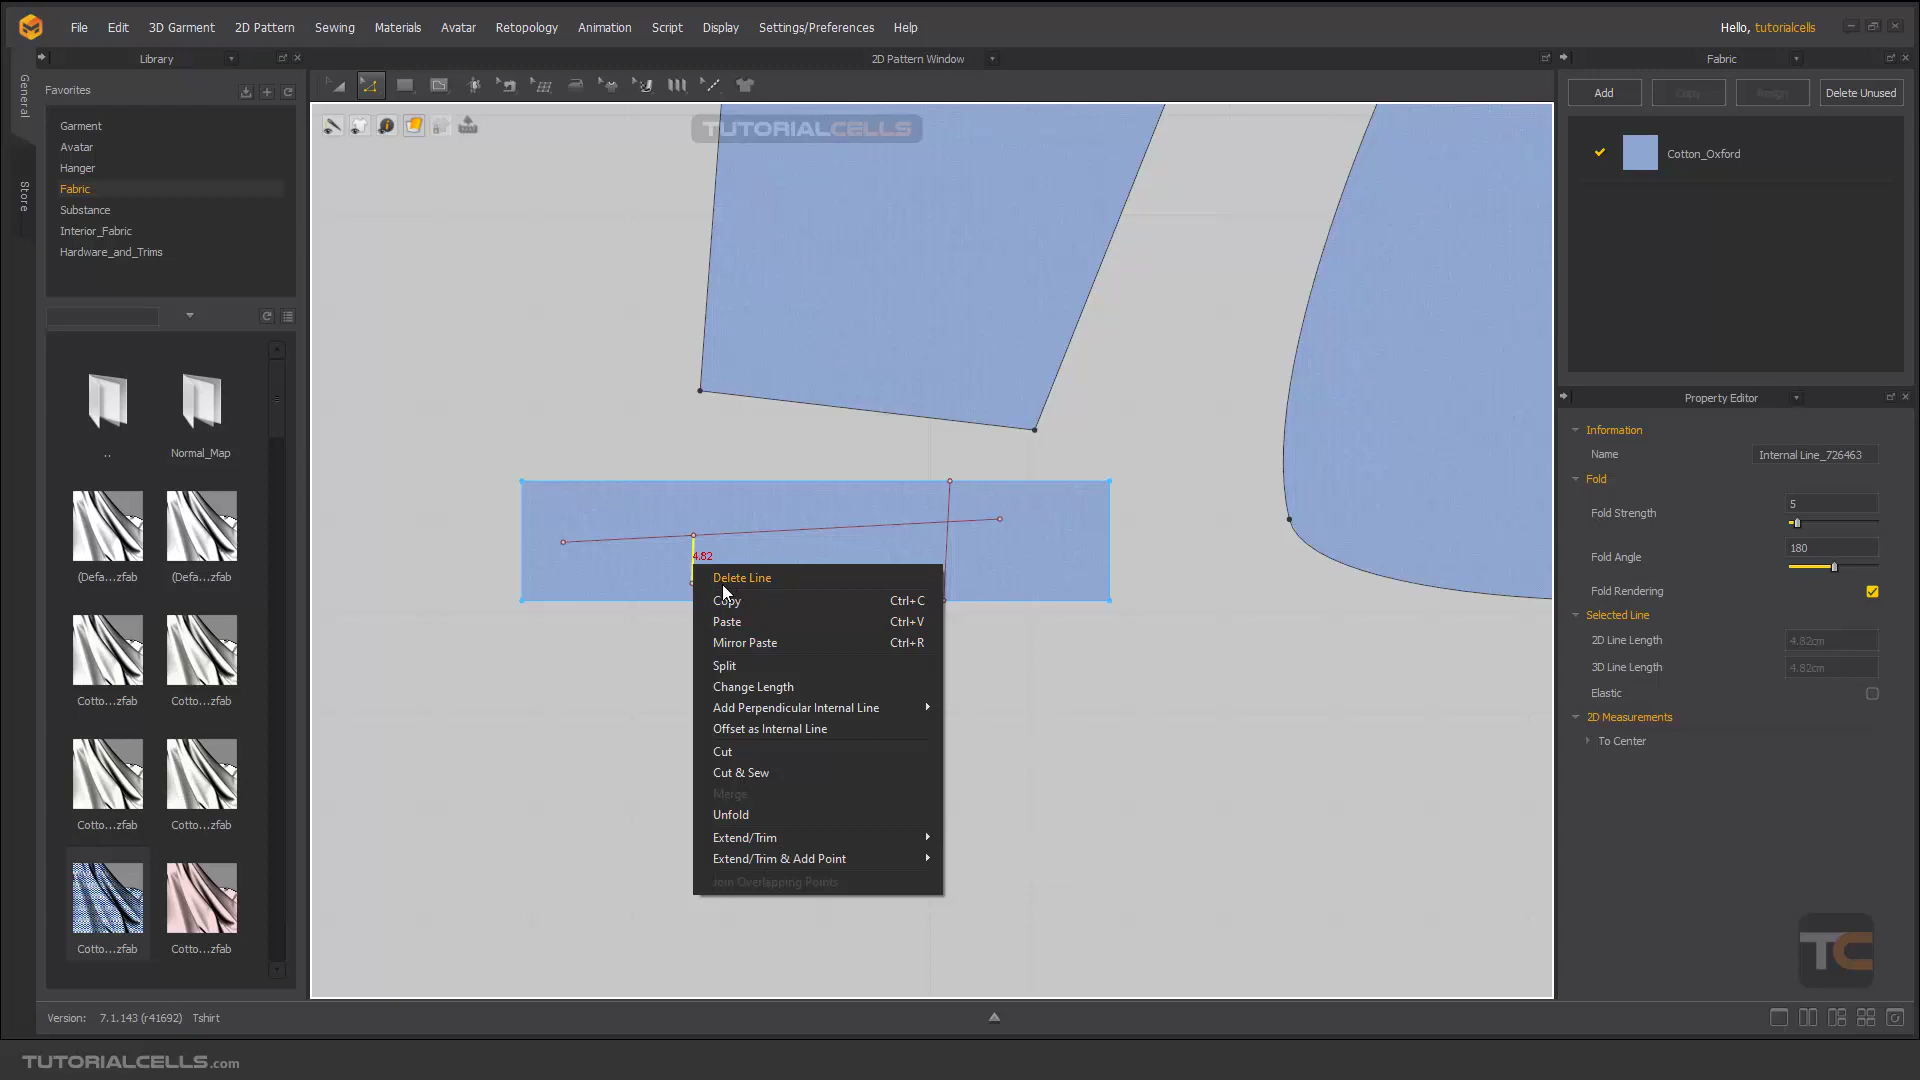 File Edit 3D Garment 2D Pattern Sewing Materials Avatar Retopology Animation Script Display Settings/Preferences Help
Hello, tutorialcells
Library
2D Pattern Window
Fabric
General
Store
Favorites
Garment
Avatar
Hanger
Fabric
Substance
Interior_Fabric
Hardware_and_Trims
..
Normal_Map
(Defa...zfab
(Defa...zfab
Cotto...zfab
Cotto...zfab
Cotto...zfab
Cotto...zfab
Cotto...zfab
Cotto...zfab
TUTORIALCELLS
4.82
Delete Line
Copy Ctrl+C
Paste Ctrl+V
Mirror Paste Ctrl+R
Split
Change Length
Add Perpendicular Internal Line
Offset as Internal Line
Cut
Cut & Sew
Merge
Unfold
Extend/Trim
Extend/Trim & Add Point
Join Overlapping Points
Add Copy Assign Delete Unused
Cotton_Oxford
Property Editor
Information
Name Internal Line_726463
Fold
Fold Strength 5
Fold Angle 180
Fold Rendering
Selected Line
2D Line Length 4.82cm
3D Line Length 4.82cm
Elastic
2D Measurements
To Center
TC
Version: 7.1.143 (r41692) Tshirt
TUTORIALCELLS.com